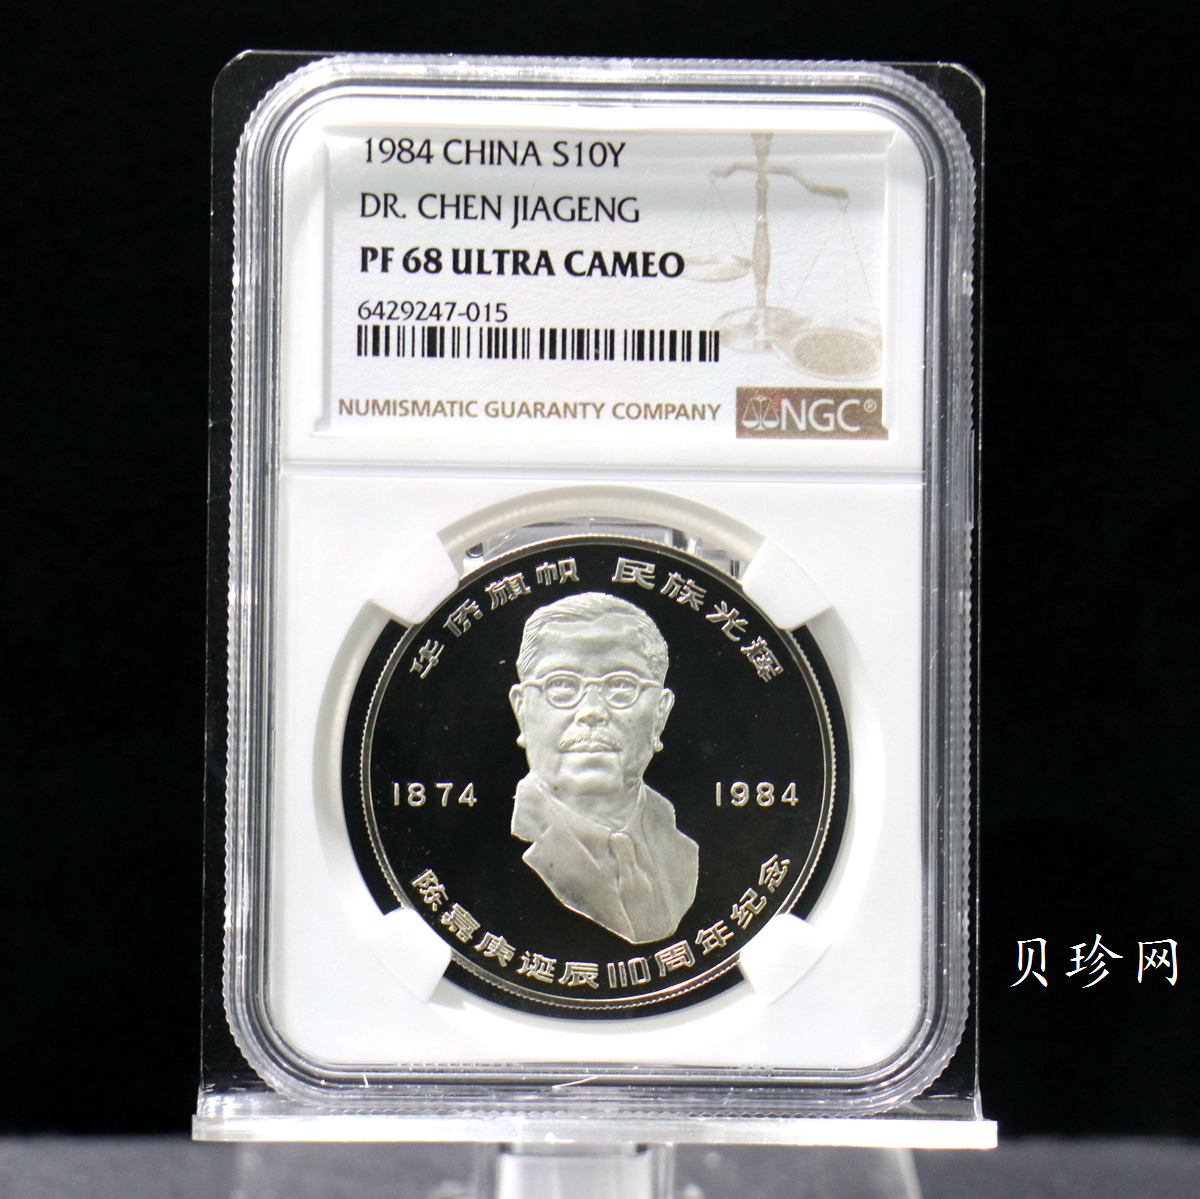 1984 CHINA S10Y
DR. CHEN JIAGENG
PF 68 ULTRA CAMEO
6429247-015
NUMISMATIC GUARANTY COMPANY
NGC®
华侨旗帜 民族光辉
1874
1984
陈嘉庚诞辰110周年纪念
贝珍网